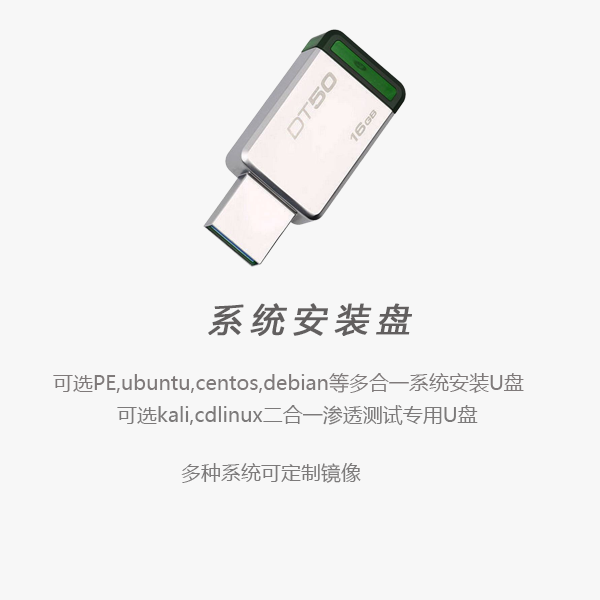 DT50
16GB
系统安装盘
可选PE,ubuntu,centos,debian等多合一系统安装U盘
可选kali,cdlinux二合一渗透测试专用U盘
多种系统可定制镜像